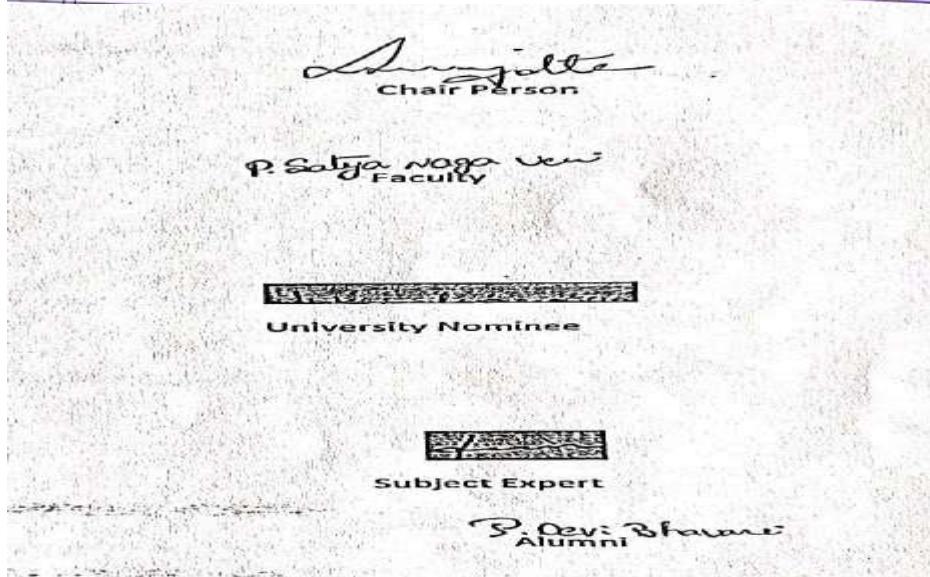 Chair Person
P. Satya Naga Veni
Faculty
University Nominee
Subject Expert
P. Devi Bhavani
Alumni